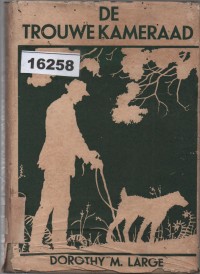 DE
TROUWE KAMERAAD
16258
DOROTHY M. LARGE